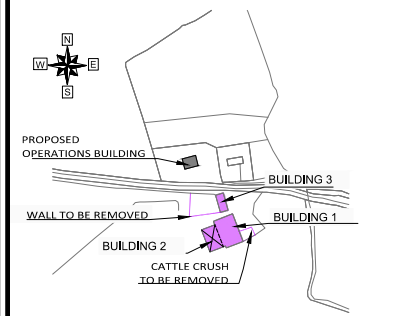 N
W E
S
PROPOSED
OPERATIONS BUILDING
BUILDING 3
WALL TO BE REMOVED
BUILDING 1
BUILDING 2
CATTLE CRUSH
TO BE REMOVED